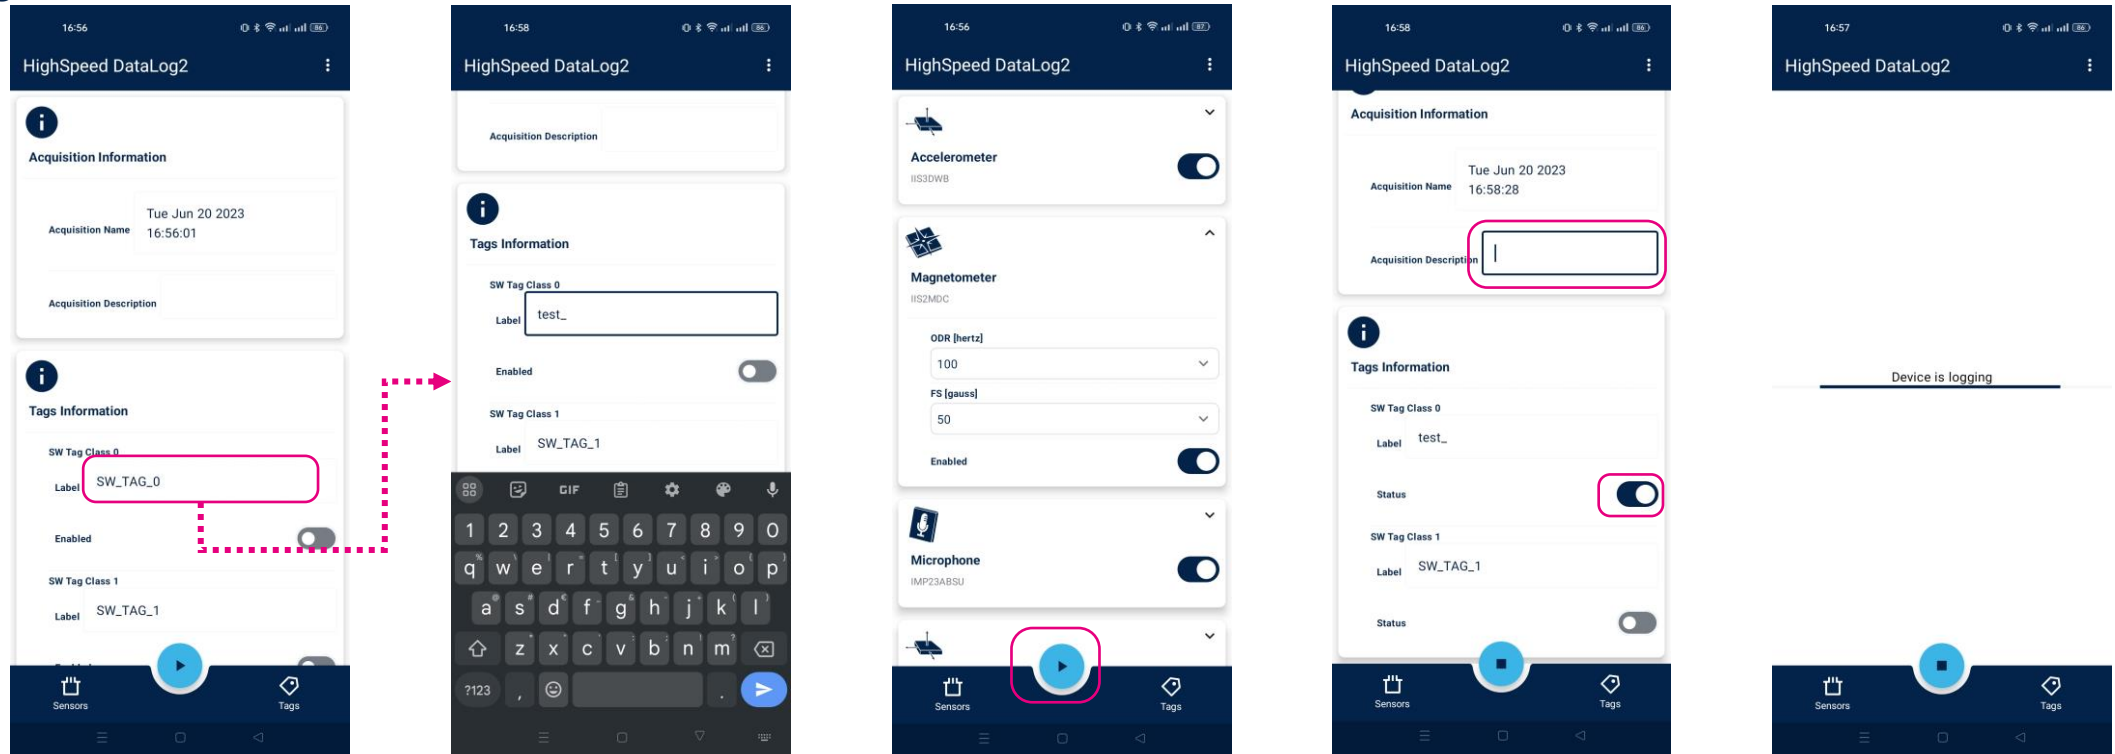 16:56
86
HighSpeed DataLog2
Acquisition Information
Tue Jun 20 2023
Acquisition Name 16:56:01
Acquisition Description
Tags Information
SW Tag Class 0
Label SW_TAG_0
Enabled
SW Tag Class 1
Label SW_TAG_1
Sensors Tags
16:58
86
HighSpeed DataLog2
Acquisition Description
Tags Information
SW Tag Class 0
Label test_
Enabled
SW Tag Class 1
Label SW_TAG_1
GIF
1 2 3 4 5 6 7 8 9 0
q w e r t y u i o p
a s d f g h j k l
z x c v b n m
?123 , .
16:56
87
HighSpeed DataLog2
Accelerometer
IIS3DWB
Magnetometer
IIS2MDC
ODR [hertz]
100
FS [gauss]
50
Enabled
Microphone
IMP23ABSU
Sensors Tags
16:58
86
HighSpeed DataLog2
Acquisition Information
Tue Jun 20 2023
Acquisition Name 16:58:28
Acquisition Description
Tags Information
SW Tag Class 0
Label test_
Status
SW Tag Class 1
Label SW_TAG_1
Status
Sensors Tags
16:57
86
HighSpeed DataLog2
Device is logging
Sensors Tags